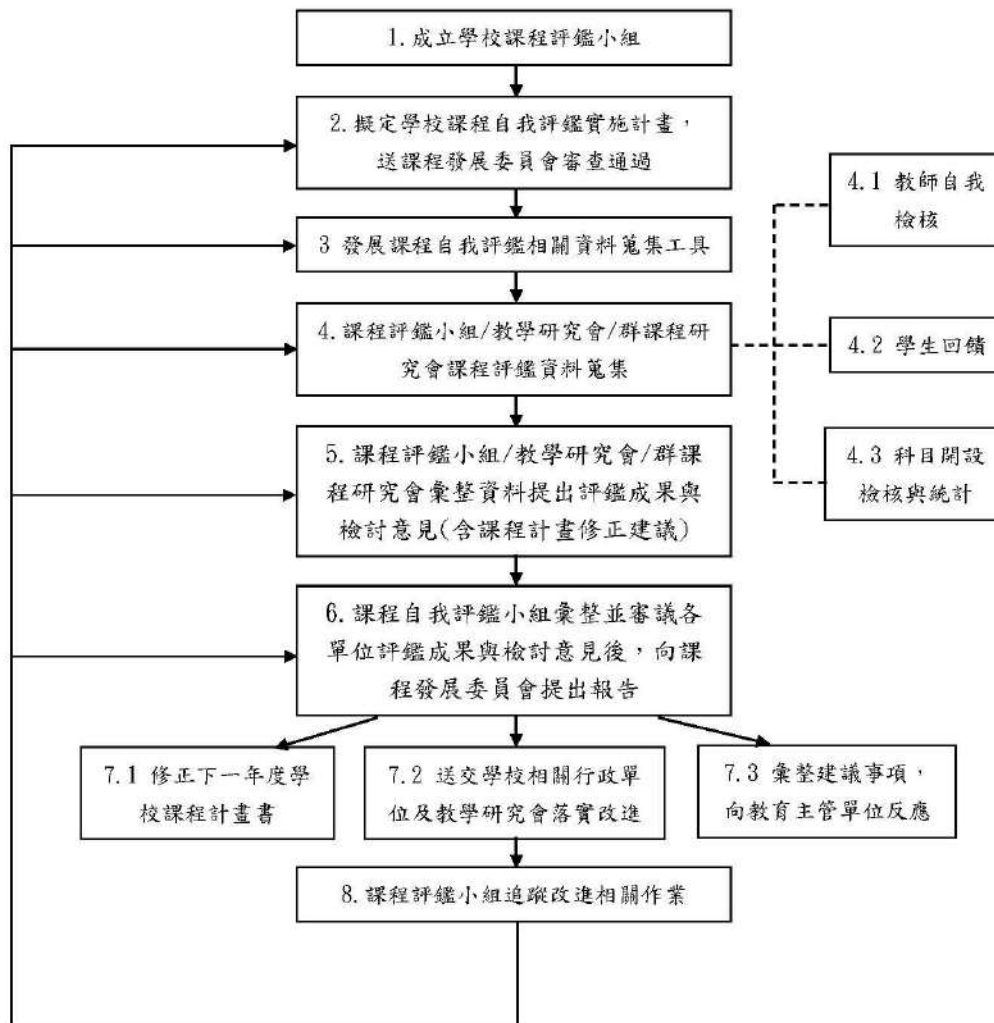 1.成立學校課程評鑑小組
2.擬定學校課程自我評鑑實施計畫，
送課程發展委員會審查通過
3 發展課程自我評鑑相關資料蒐集工具
4.課程評鑑小組/教學研究會/群課程研
究會課程評鑑資料蒐集
4.1 教師自我
檢核
4.2 學生回饋
4.3 科目開設
檢核與統計
5.課程評鑑小組/教學研究會/群課
程研究會彙整資料提出評鑑成果與
檢討意見(含課程計畫修正建議)
6.課程自我評鑑小組彙整並審議各
單位評鑑成果與檢討意見後，向課
程發展委員會提出報告
7.1 修正下一年度學
校課程計畫書
7.2 送交學校相關行政單
位及教學研究會落實改進
7.3 彙整建議事項，
向教育主管單位反應
8.課程評鑑小組追蹤改進相關作業